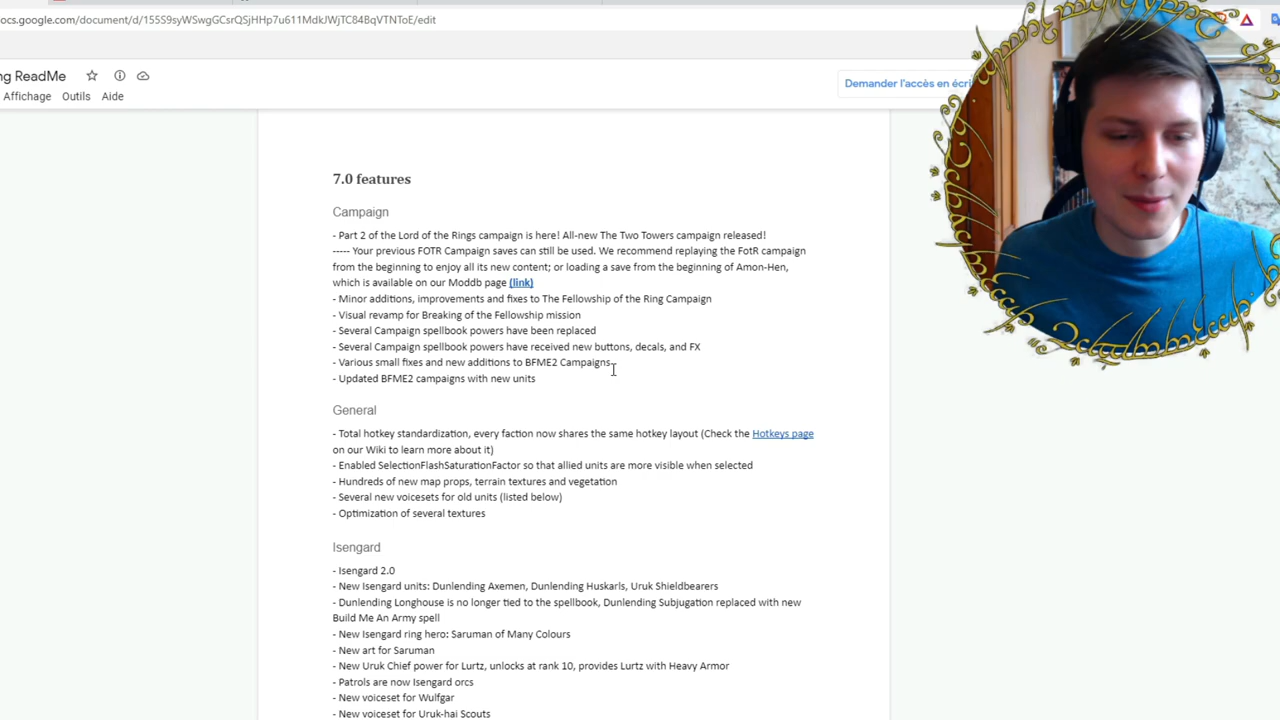 ocs.google.com/document/d/155S9syWSwgGCsrQSjHHp7u611MdkJWjTC84BqVTNToE/edit
ng ReadMe
Affichage Outils Aide
Demander l'accès en écri
7.0 features
Campaign
- Part 2 of the Lord of the Rings campaign is here! All-new The Two Towers campaign released!
----- Your previous FOTR Campaign saves can still be used. We recommend replaying the FotR campaign
from the beginning to enjoy all its new content; or loading a save from the beginning of Amon-Hen,
which is available on our Moddb page (link)
- Minor additions, improvements and fixes to The Fellowship of the Ring Campaign
- Visual revamp for Breaking of the Fellowship mission
- Several Campaign spellbook powers have been replaced
- Several Campaign spellbook powers have received new buttons, decals, and FX
- Various small fixes and new additions to BFME2 Campaigns
- Updated BFME2 campaigns with new units
General
- Total hotkey standardization, every faction now shares the same hotkey layout (Check the Hotkeys page
on our Wiki to learn more about it)
- Enabled SelectionFlashSaturationFactor so that allied units are more visible when selected
- Hundreds of new map props, terrain textures and vegetation
- Several new voicesets for old units (listed below)
- Optimization of several textures
Isengard
- Isengard 2.0
- New Isengard units: Dunlending Axemen, Dunlending Huskarls, Uruk Shieldbearers
- Dunlending Longhouse is no longer tied to the spellbook, Dunlending Subjugation replaced with new
Build Me An Army spell
- New Isengard ring hero: Saruman of Many Colours
- New art for Saruman
- New Uruk Chief power for Lurtz, unlocks at rank 10, provides Lurtz with Heavy Armor
- Patrols are now Isengard orcs
- New voiceset for Wulfgar
- New voiceset for Uruk-hai Scouts